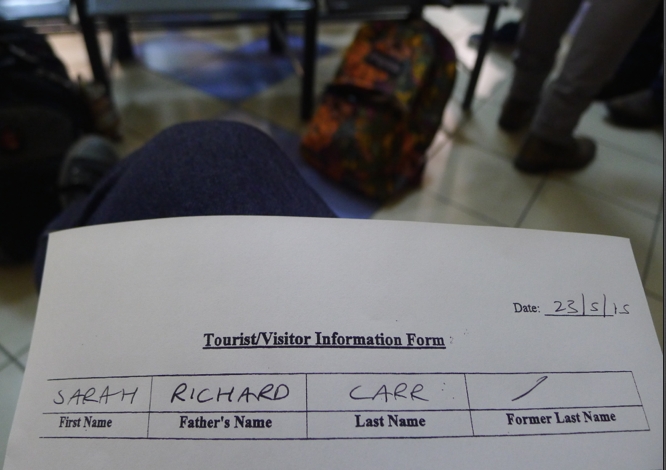 Date: 23/5/15
Tourist/Visitor Information Form
SARAH RICHARD CARR /
First Name Father's Name Last Name Former Last Name